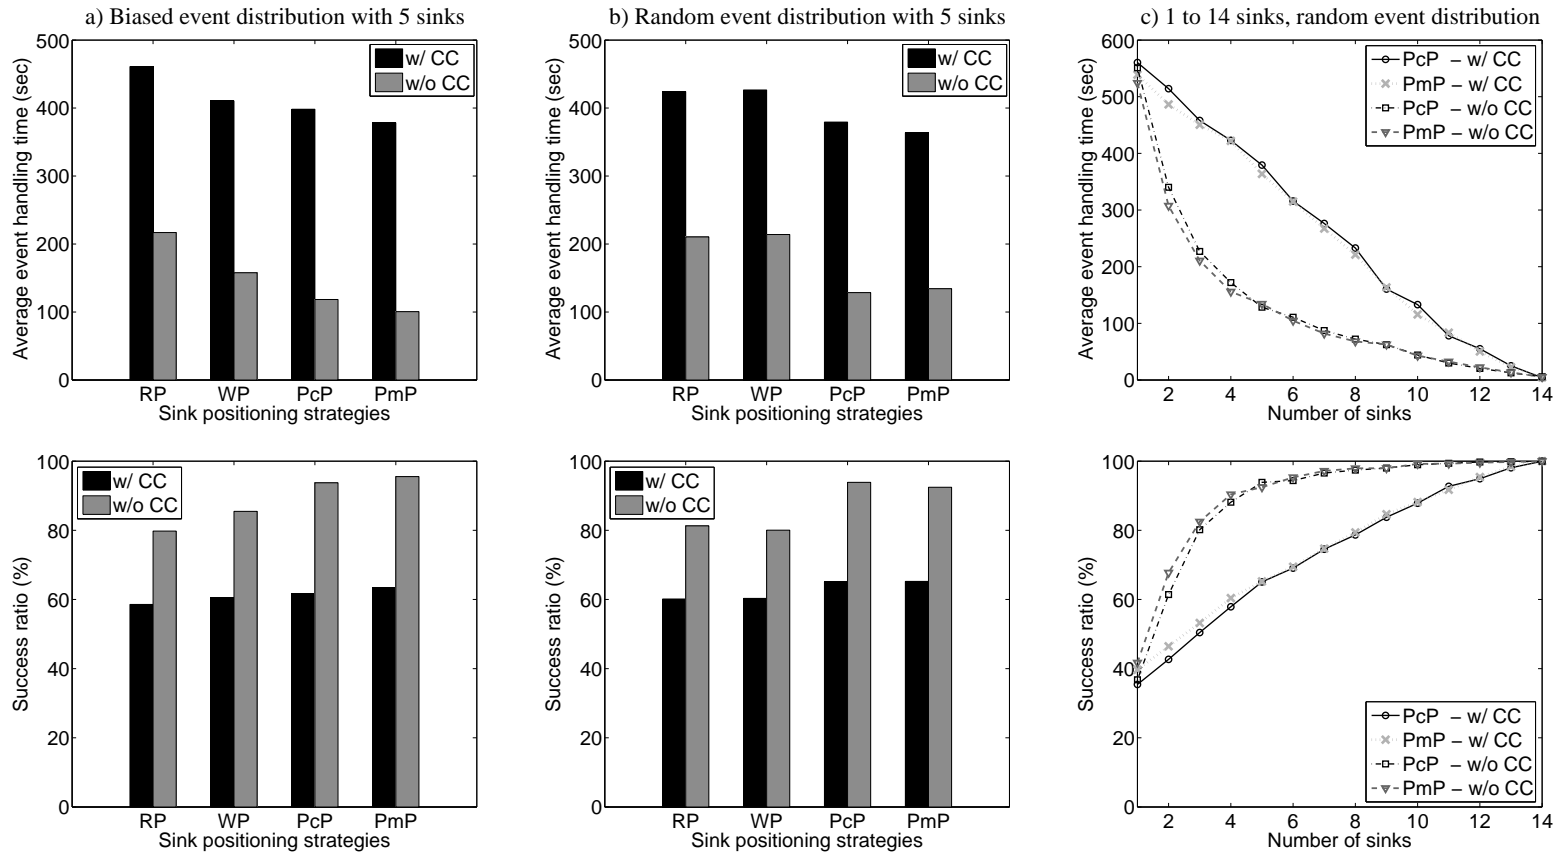 a) Biased event distribution with 5 sinks
500
400
300
200
100
0
Average event handling time (sec)
w/ CC
w/o CC
RP WP PcP PmP
Sink positioning strategies
b) Random event distribution with 5 sinks
500
400
300
200
100
0
Average event handling time (sec)
w/ CC
w/o CC
RP WP PcP PmP
Sink positioning strategies
c) 1 to 14 sinks, random event distribution
600
500
400
300
200
100
0
Average event handling time (sec)
PcP – w/ CC
PmP – w/ CC
PcP – w/o CC
PmP – w/o CC
2 4 6 8 10 12 14
Number of sinks
100
80
60
40
20
0
Success ratio (%)
w/ CC
w/o CC
RP WP PcP PmP
Sink positioning strategies
100
80
60
40
20
0
Success ratio (%)
w/ CC
w/o CC
RP WP PcP PmP
Sink positioning strategies
100
80
60
40
20
0
Success ratio (%)
PcP – w/ CC
PmP – w/ CC
PcP – w/o CC
PmP – w/o CC
2 4 6 8 10 12 14
Number of sinks